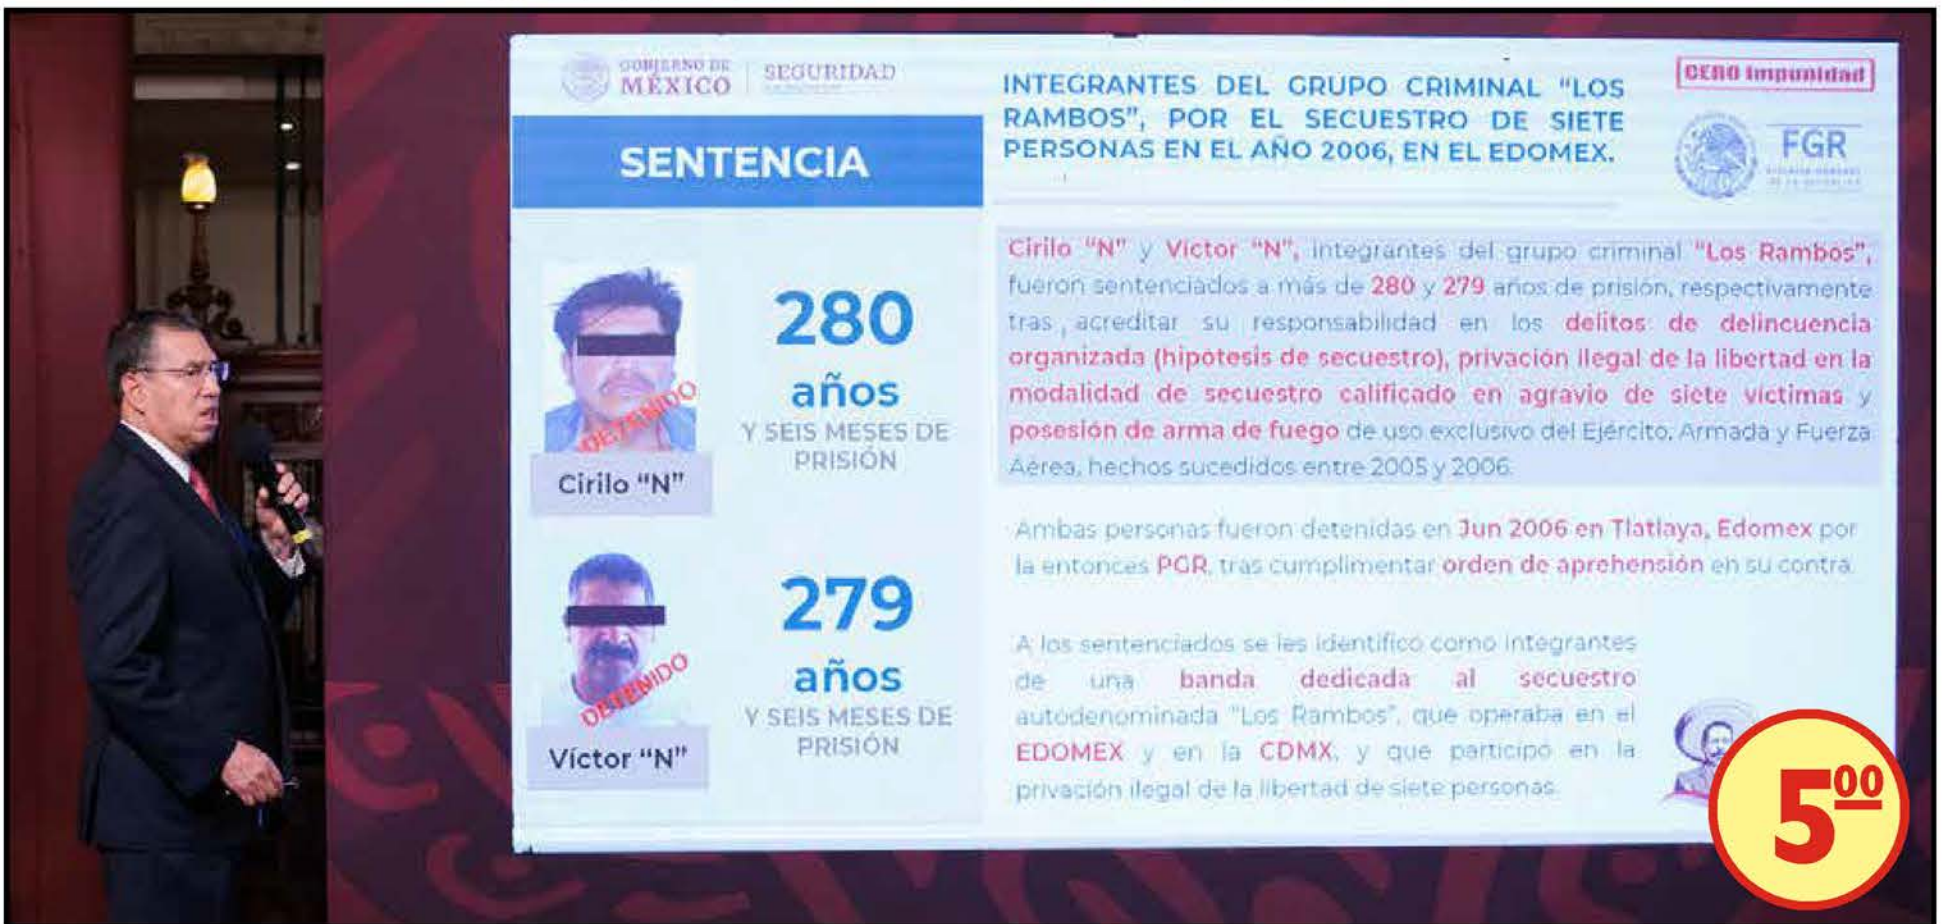 GOBIERNO DE
MÉXICO
SEGURIDAD
SENTENCIA
280
años
Y SEIS MESES DE
PRISIÓN
DETENIDO
Cirilo "N"
279
años
Y SEIS MESES DE
PRISIÓN
DETENIDO
Víctor "N"
INTEGRANTES DEL GRUPO CRIMINAL "LOS
RAMBOS", POR EL SECUESTRO DE SIETE
PERSONAS EN EL AÑO 2006, EN EL EDOMEX.
CERO Impunidad
FGR
Cirilo "N" y Víctor "N", integrantes del grupo criminal "Los Rambos",
fueron sentenciados a más de 280 y 279 años de prisión, respectivamente
tras , acreditar su responsabilidad en los delitos de delincuencia
organizada (hipótesis de secuestro), privación ilegal de la libertad en la
modalidad de secuestro calificado en agravio de siete víctimas y
posesión de arma de fuego de uso exclusivo del Ejército, Armada y Fuerza
Aérea, hechos sucedidos entre 2005 y 2006.
Ambas personas fueron detenidas en Jun 2006 en Tlatlaya, Edomex por
la entonces PGR, tras cumplimentar orden de aprehensión en su contra.
A los sentenciados se les identificó como integrantes
de una banda dedicada al secuestro
autodenominada "Los Rambos", que operaba en el
EDOMEX y en la CDMX, y que participó en la
privación ilegal de la libertad de siete personas.
500